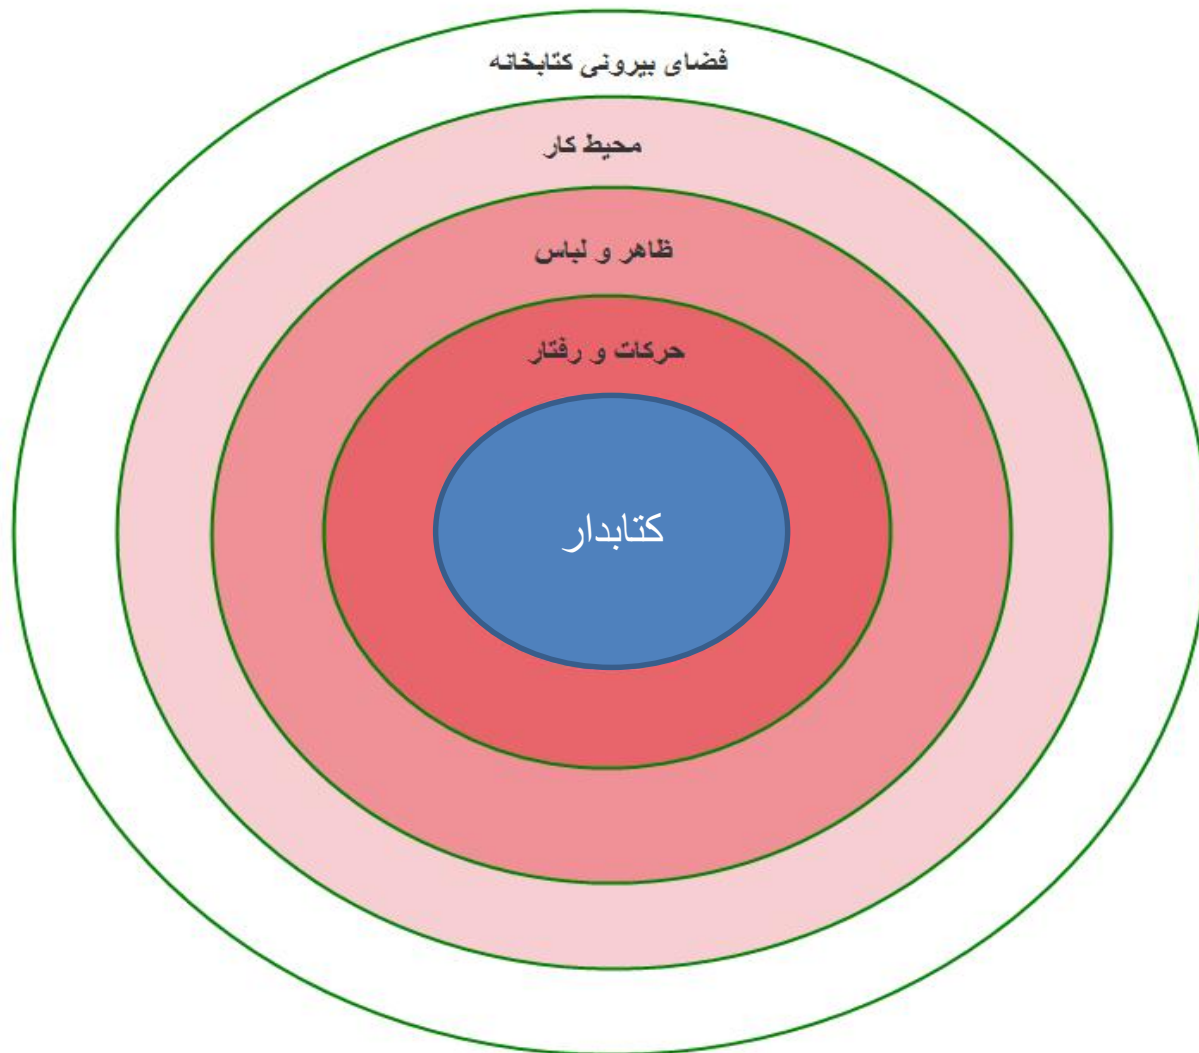 فضای بیرونی کتابخانه
محیط کار
ظاهر و لباس
حرکات و رفتار
کتابدار